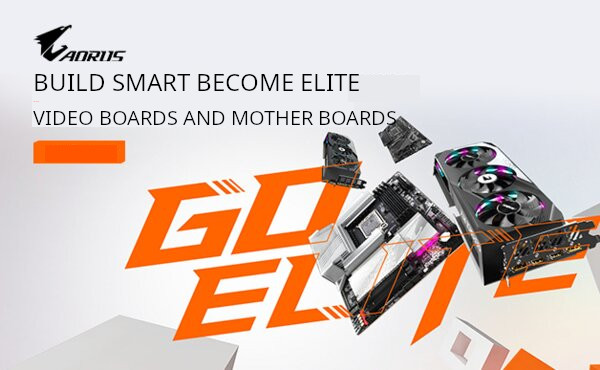 AORUS
BUILD SMART BECOME ELITE
VIDEO BOARDS AND MOTHER BOARDS
GO
ELITE